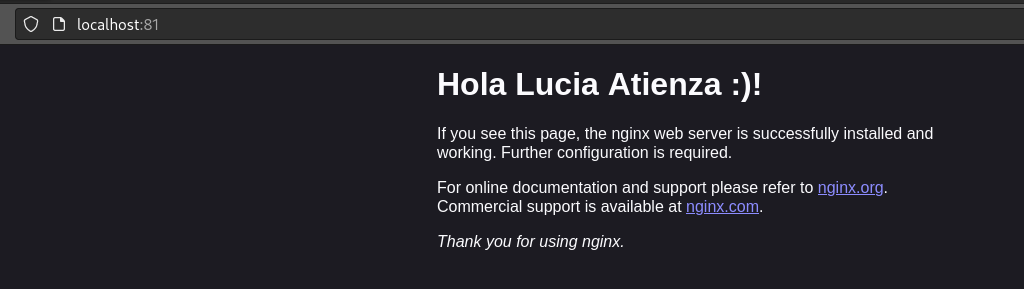 localhost:81
Hola Lucia Atienza :)!
If you see this page, the nginx web server is successfully installed and
working. Further configuration is required.
For online documentation and support please refer to nginx.org.
Commercial support is available at nginx.com.
Thank you for using nginx.